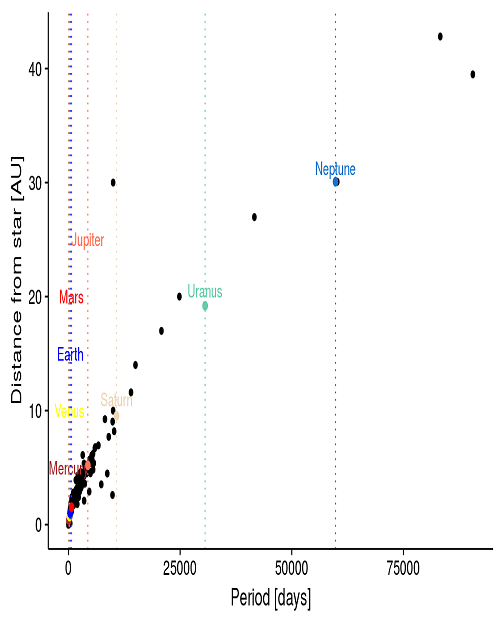 40
Neptune
30
Jupiter
Mars
Uranus
20
Earth
Saturn
Venus
10
Mercury
0
0
25000
50000
75000
Distance from star [AU]
Period [days]